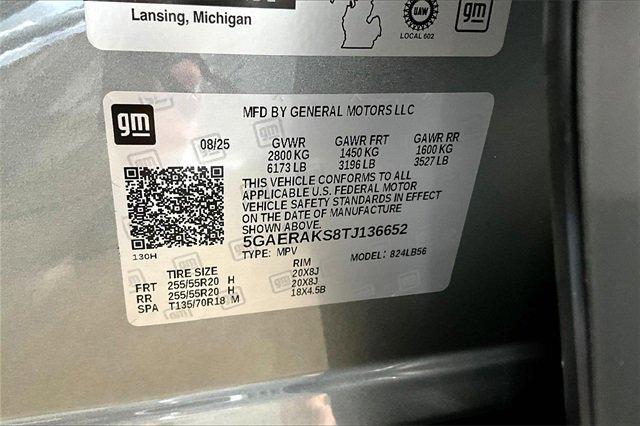 Lansing, Michigan
UAW
LOCAL 602
gm
gm
MFD BY GENERAL MOTORS LLC
08/25 GVWR GAWR FRT GAWR RR
2800 KG 1450 KG 1600 KG
6173 LB 3196 LB 3527 LB
THIS VEHICLE CONFORMS TO ALL
APPLICABLE U.S. FEDERAL MOTOR
VEHICLE SAFETY STANDARDS IN EFFECT
ON THE DATE OF MANUFACTURE
SHOWN ABOVE.
5GAERAKS8TJ136652
130H TYPE: MPV MODEL: 824LB56
TIRE SIZE RIM
FRT 255/55R20 H 20X8J
RR 255/55R20 H 20X8J
SPA T135/70R18 M 18X4.5B